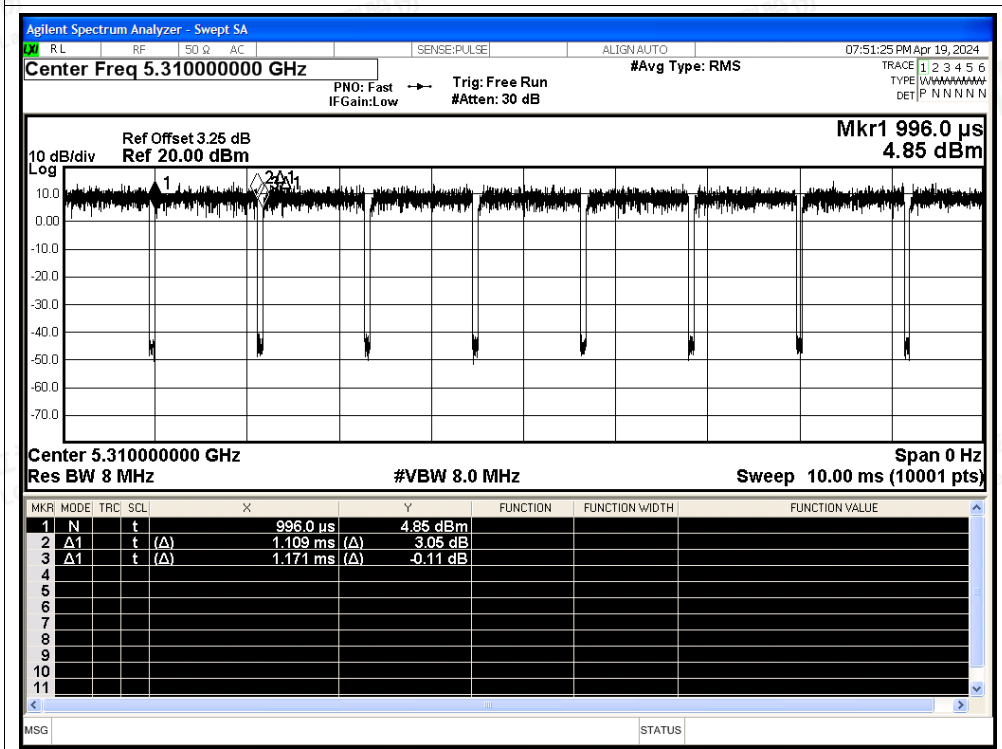 Agilent Spectrum Analyzer - Swept SA
LXI RL RF 50 Ω AC SENSE:PULSE ALIGN AUTO 07:51:25 PM Apr 19, 2024
Center Freq 5.310000000 GHz #Avg Type: RMS TRACE 1 2 3 4 5 6
PNO: Fast Trig: Free Run TYPE WWWWWW
IFGain:Low #Atten: 30 dB DET P N N N N N
Mkr1 996.0 µs
Ref Offset 3.25 dB
10 dB/div Ref 20.00 dBm 4.85 dBm
Log
1 2Δ1 3Δ1
10.0
0.00
-10.0
-20.0
-30.0
-40.0
-50.0
-60.0
-70.0
Center 5.310000000 GHz Span 0 Hz
Res BW 8 MHz #VBW 8.0 MHz Sweep 10.00 ms (10001 pts)
MKR MODE TRC SCL X Y FUNCTION FUNCTION WIDTH FUNCTION VALUE
1 N t 996.0 µs 4.85 dBm
2 Δ1 t (Δ) 1.109 ms (Δ) 3.05 dB
3 Δ1 t (Δ) 1.171 ms (Δ) -0.11 dB
4
5
6
7
8
9
10
11
MSG STATUS